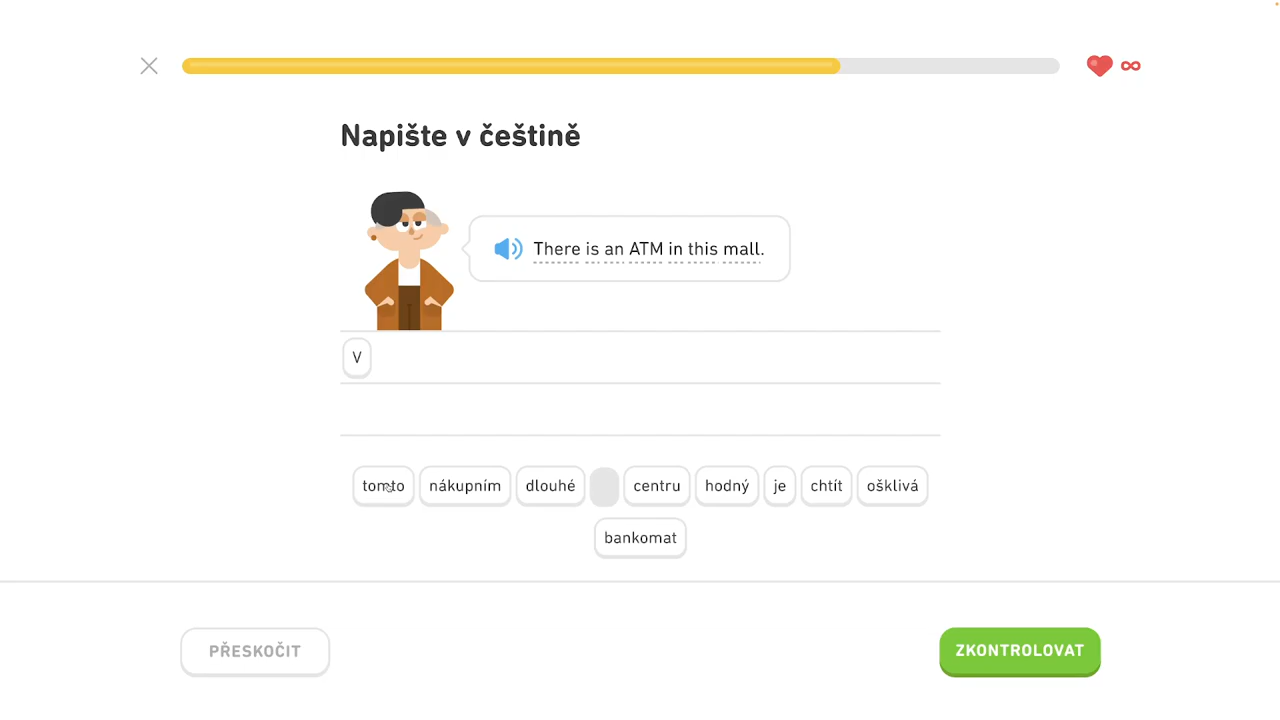 Napište v češtině
There is an ATM in this mall.
V
tomto nákupním dlouhé centru hodný je chtít ošklivá
bankomat
PŘESKOČIT ZKONTROLOVAT